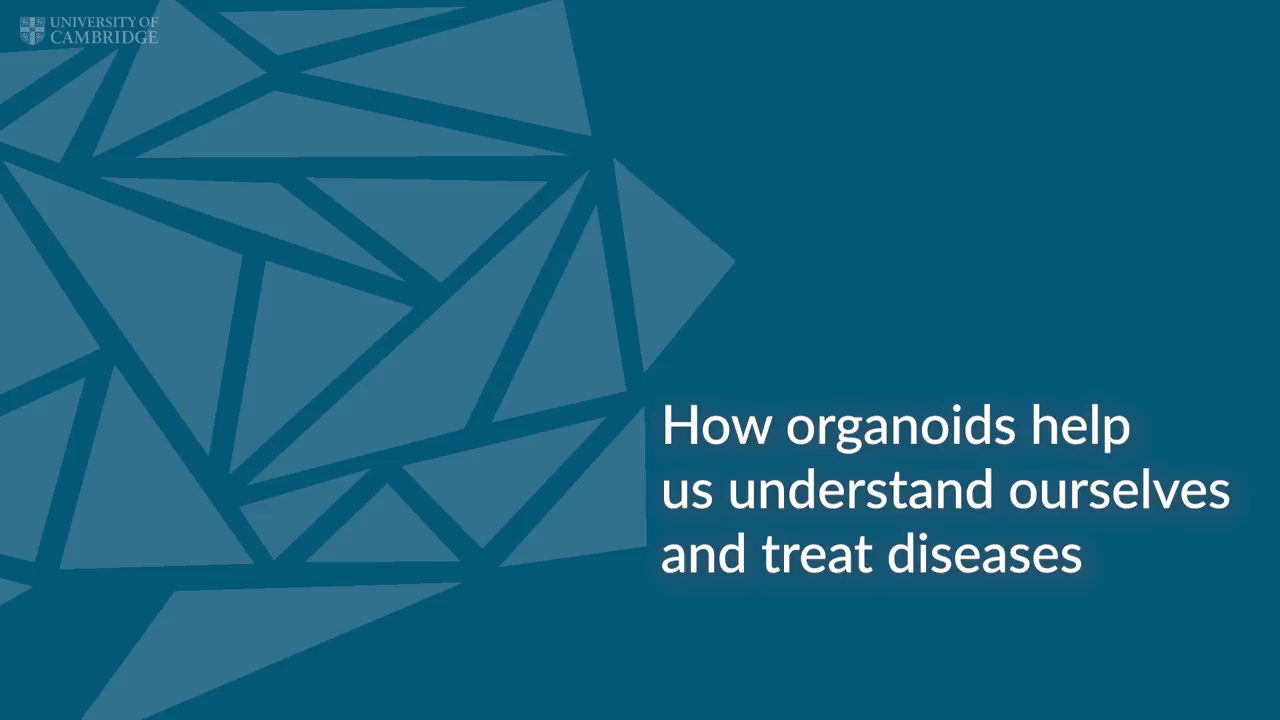 UNIVERSITY OF
CAMBRIDGE
How organoids help
us understand ourselves
and treat diseases